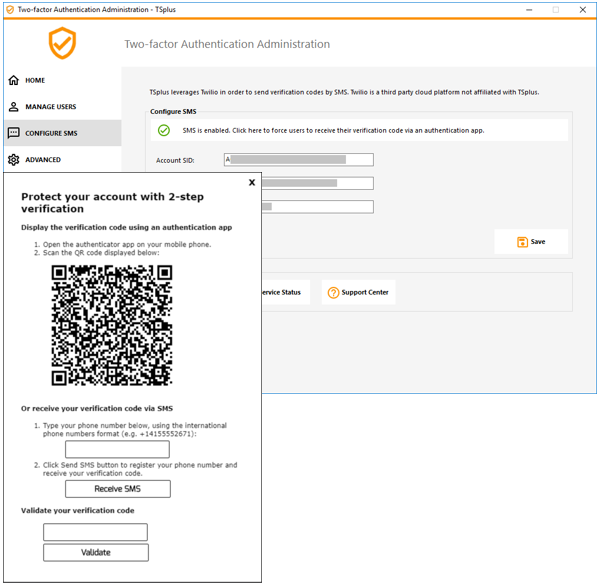 Two-factor Authentication Administration - TSplus
Two-factor Authentication Administration
HOME
MANAGE USERS
CONFIGURE SMS
ADVANCED
TSplus leverages Twilio in order to send verification codes by SMS. Twilio is a third party cloud platform not affiliated with TSplus.
Configure SMS
SMS is enabled. Click here to force users to receive their verification code via an authentication app.
Account SID:
A
Save
ervice Status
Support Center
X
Protect your account with 2-step
verification
Display the verification code using an authentication app
1. Open the authenticator app on your mobile phone.
2. Scan the QR code displayed below:
Or receive your verification code via SMS
1. Type your phone number below, using the international
phone numbers format (e.g. +14155552671):
2. Click Send SMS button to register your phone number and
receive your verification code.
Receive SMS
Validate your verification code
Validate